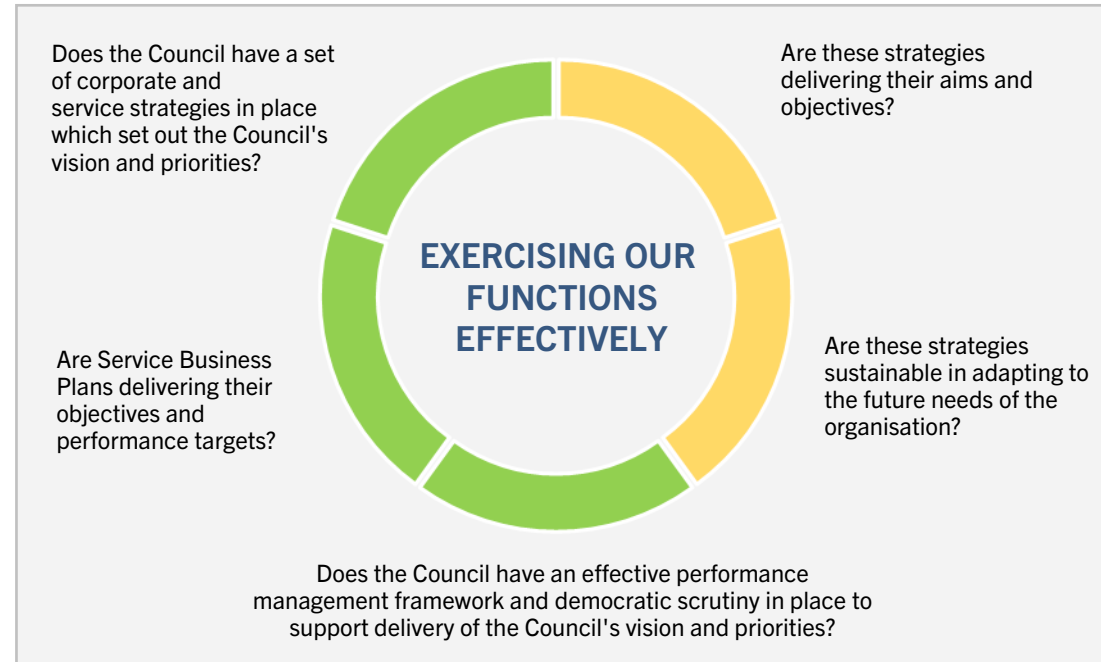 Does the Council have a set
of corporate and
service strategies in place
which set out the Council's
vision and priorities?
Are these strategies
delivering their aims and
objectives?
EXERCISING OUR
FUNCTIONS
EFFECTIVELY
Are Service Business
Plans delivering their
objectives and
performance targets?
Are these strategies
sustainable in adapting to
the future needs of the
organisation?
Does the Council have an effective performance
management framework and democratic scrutiny in place to
support delivery of the Council's vision and priorities?